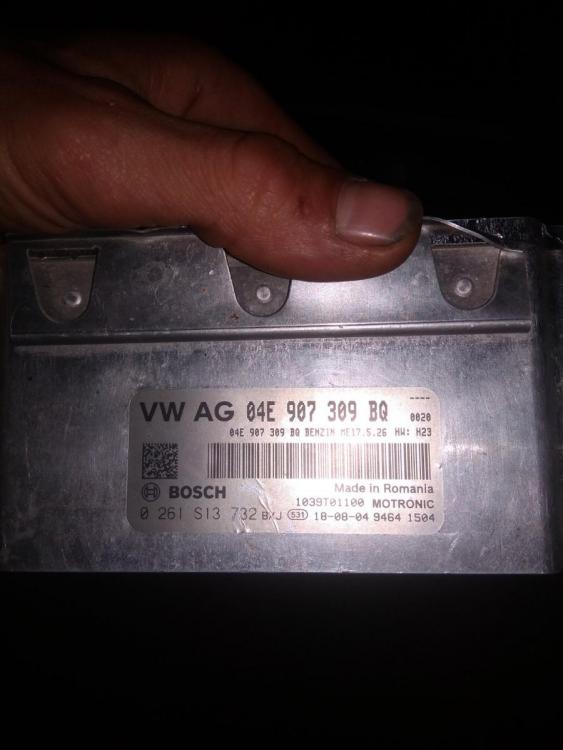 ----
VW AG 04E 907 309 BQ 0020
04E 907 309 BQ BENZIN ME17.5.26 HW: H23
BOSCH
Made in Romania
1039T01100 MOTRONIC
0 261 S13 732 BXJ 531 18-08-04 9464 1504